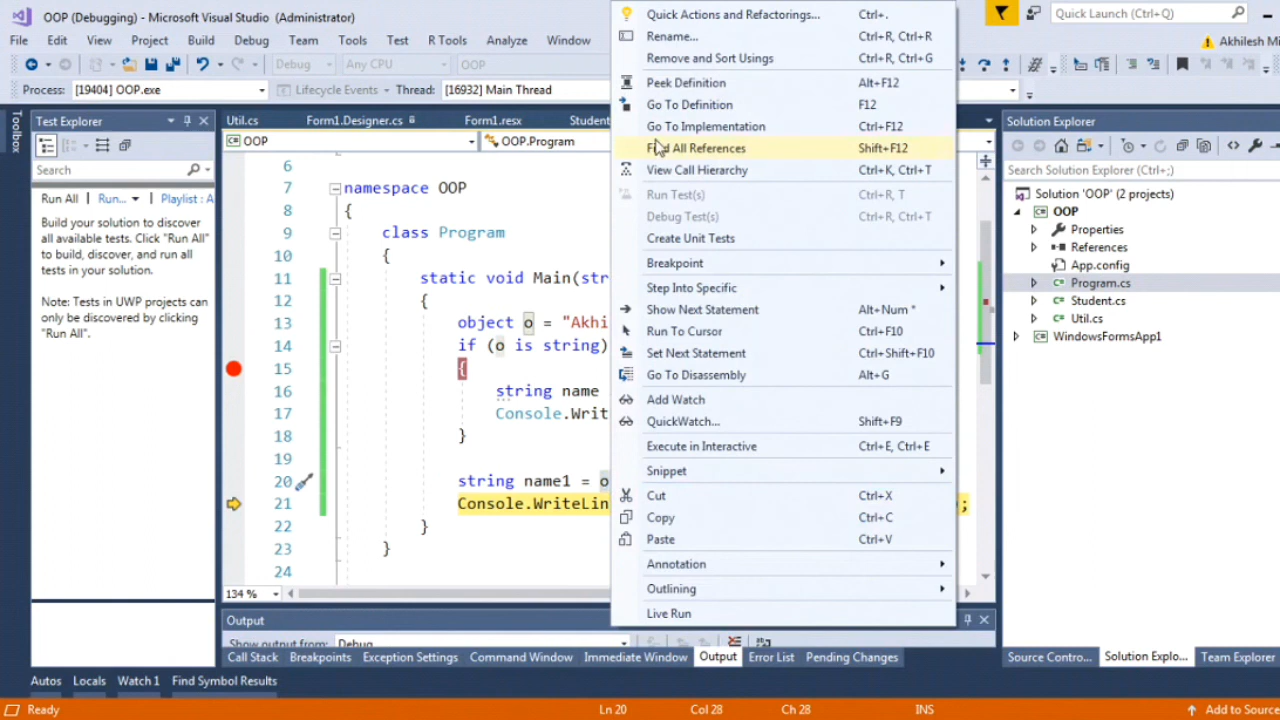 OOP (Debugging) - Microsoft Visual Studio (Administrator)
Quick Launch (Ctrl+Q)
File Edit View Project Build Debug Team Tools Test R Tools Analyze Window
Akhilesh Mi
Debug Any CPU OOP
Process: [19404] OOP.exe Lifecycle Events Thread: [16932] Main Thread
Toolbox
Test Explorer
Search
Run All Run... Playlist : A
Build your solution to discover
all available tests. Click "Run All"
to build, discover, and run all
tests in your solution.
Note: Tests in UWP projects can
only be discovered by clicking
"Run All".
Util.cs Form1.Designer.cs Form1.resx Student
OOP OOP.Program
6
7 namespace OOP
8 {
9 class Program
10 {
11 static void Main(str
12 {
13 object o = "Akhi
14 if (o is string)
15 {
16 string name
17 Console.Writ
18 }
19
20 string name1 = o
21 Console.WriteLin ;
22 }
23 }
24
134 %
Quick Actions and Refactorings... Ctrl+.
Rename... Ctrl+R, Ctrl+R
Remove and Sort Usings Ctrl+R, Ctrl+G
Peek Definition Alt+F12
Go To Definition F12
Go To Implementation Ctrl+F12
Find All References Shift+F12
View Call Hierarchy Ctrl+K, Ctrl+T
Run Test(s) Ctrl+R, T
Debug Test(s) Ctrl+R, Ctrl+T
Create Unit Tests
Breakpoint
Step Into Specific
Show Next Statement Alt+Num *
Run To Cursor Ctrl+F10
Set Next Statement Ctrl+Shift+F10
Go To Disassembly Alt+G
Add Watch
QuickWatch... Shift+F9
Execute in Interactive Ctrl+E, Ctrl+E
Snippet
Cut Ctrl+X
Copy Ctrl+C
Paste Ctrl+V
Annotation
Outlining
Live Run
Solution Explorer
Search Solution Explorer (Ctrl+;)
Solution 'OOP' (2 projects)
OOP
Properties
References
App.config
Program.cs
Student.cs
Util.cs
WindowsFormsApp1
Output
Show output from: Debug
Call Stack Breakpoints Exception Settings Command Window Immediate Window Output Error List Pending Changes
Source Contro... Solution Explo... Team Explorer
Autos Locals Watch 1 Find Symbol Results
Ready Ln 20 Col 28 Ch 28 INS Add to Source